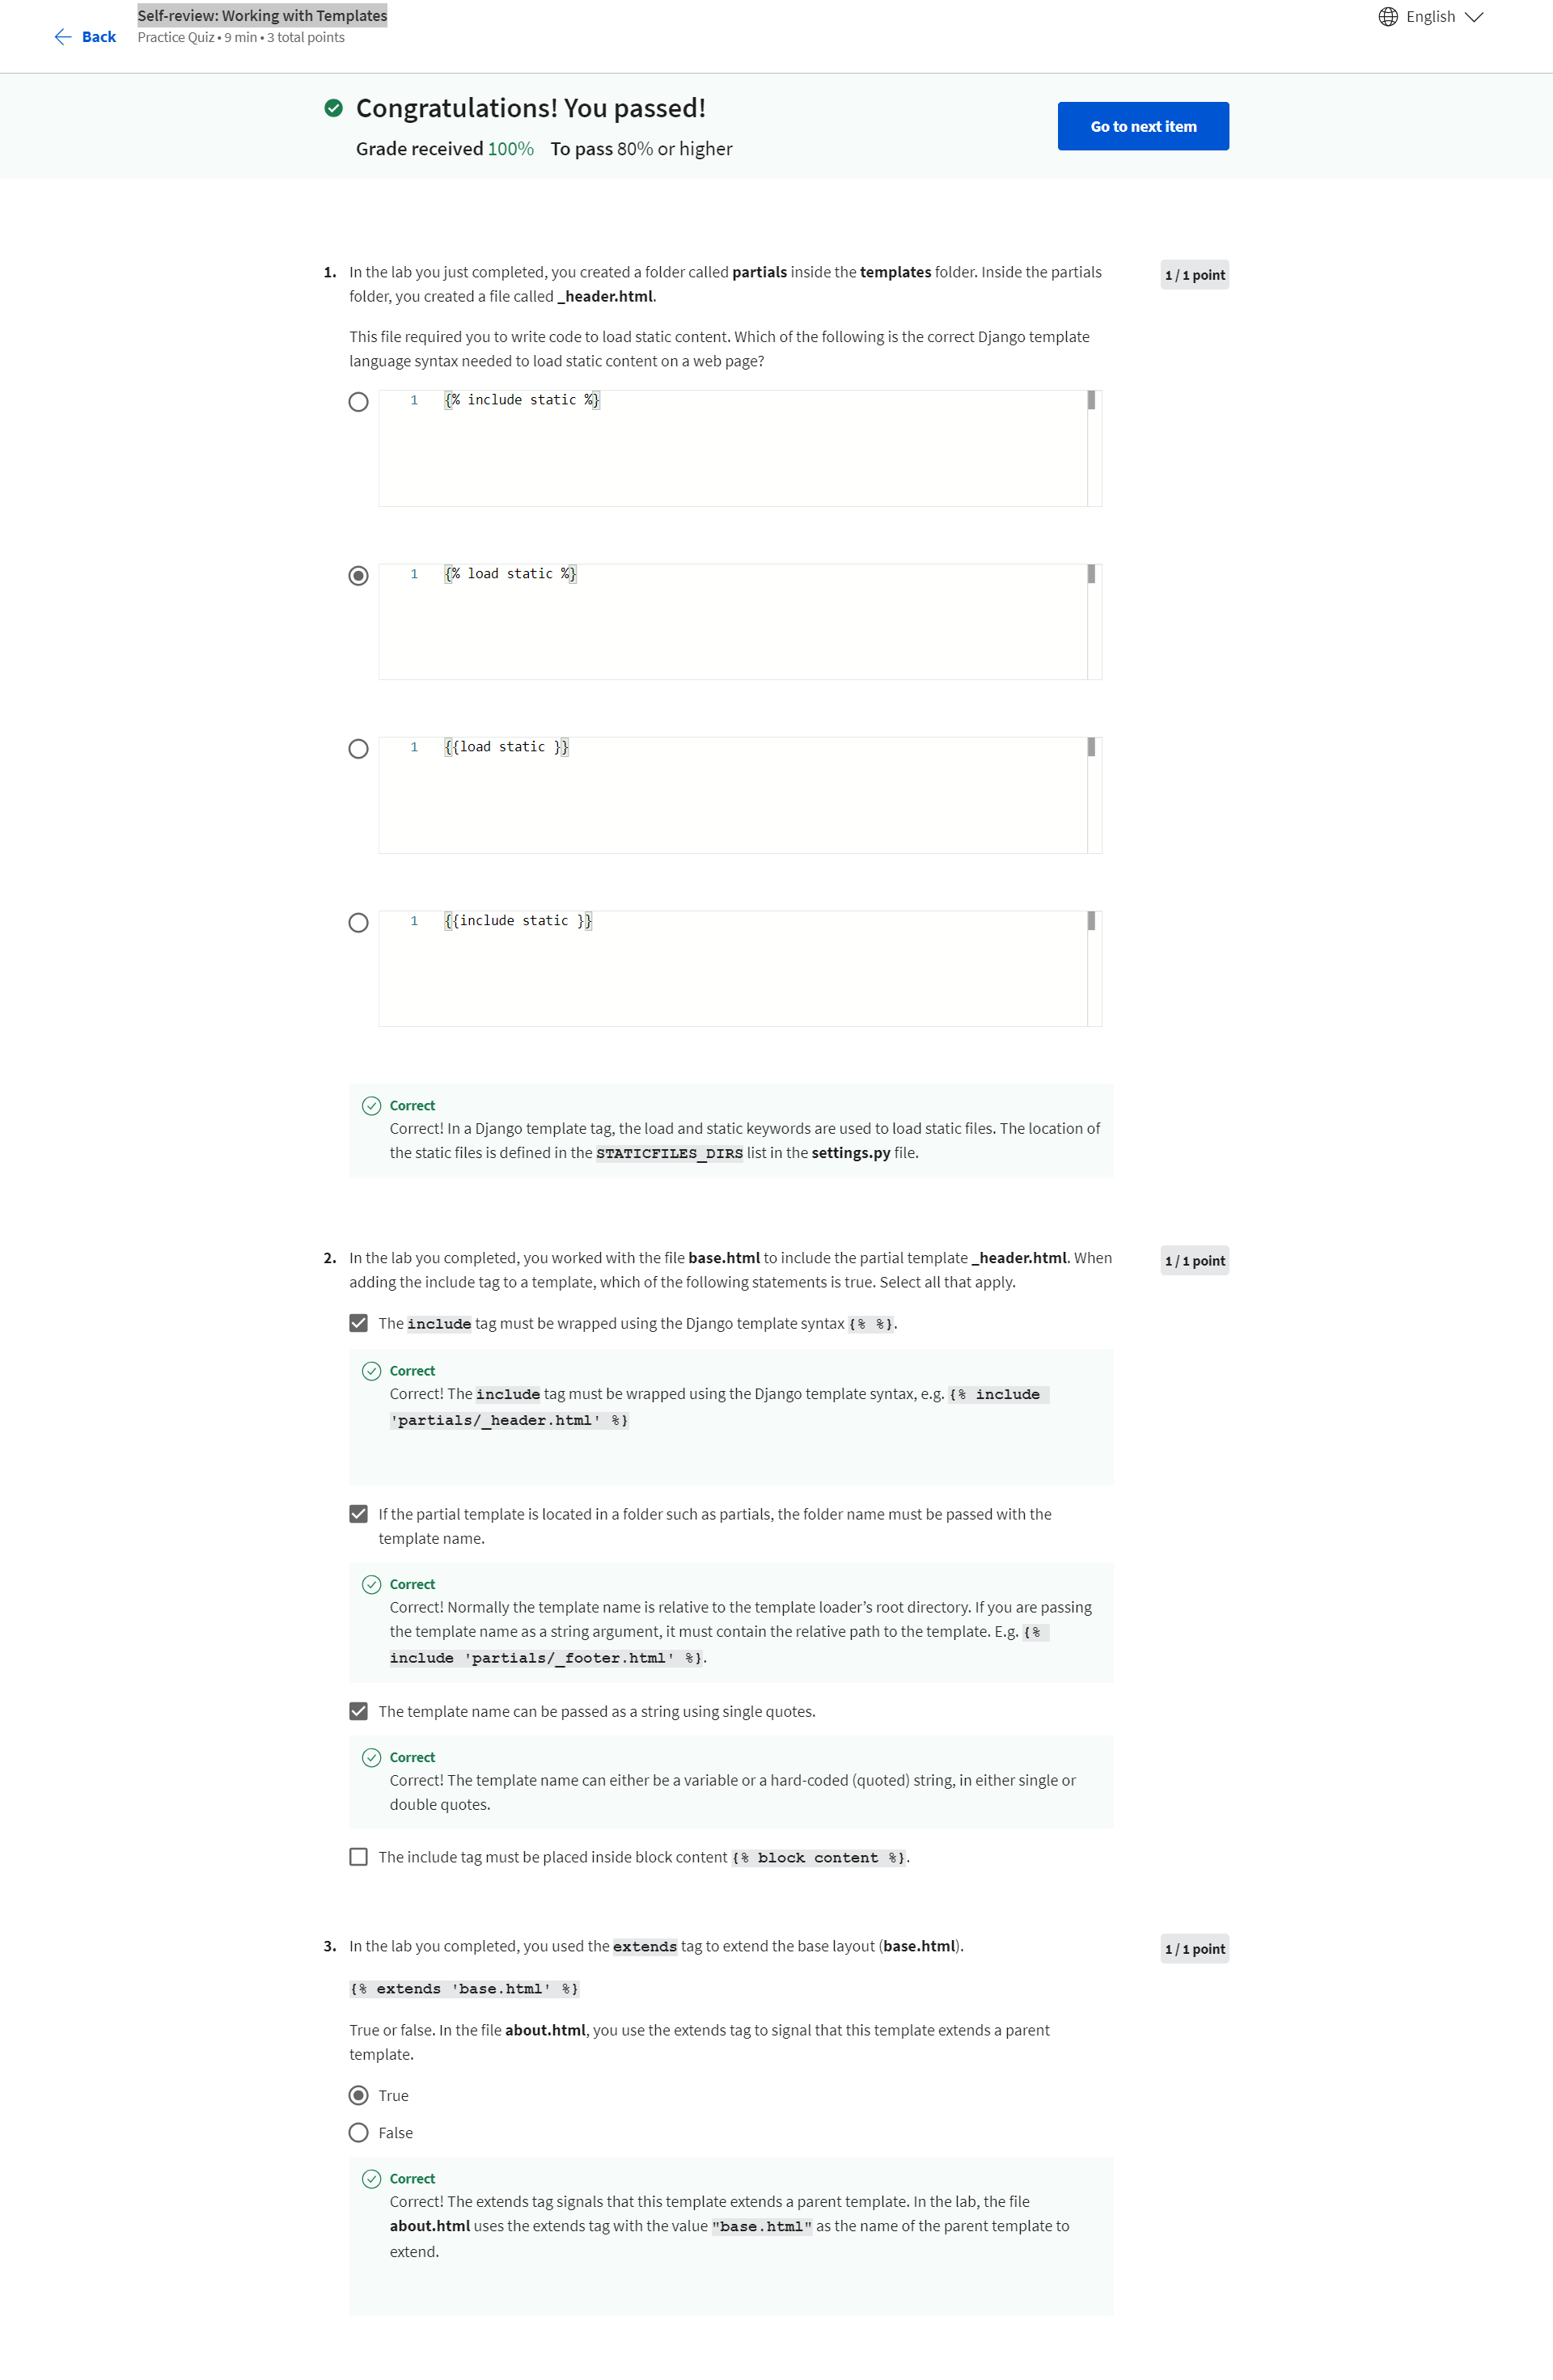 Self-review: Working with Templates
Back
Practice Quiz • 9 min • 3 total points
English
Congratulations! You passed!
Grade received 100% To pass 80% or higher
Go to next item
1. In the lab you just completed, you created a folder called partials inside the templates folder. Inside the partials
folder, you created a file called _header.html.
1 / 1 point
This file required you to write code to load static content. Which of the following is the correct Django template
language syntax needed to load static content on a web page?
1 {% include static %}
1 {% load static %}
1 {{load static }}
1 {{include static }}
Correct
Correct! In a Django template tag, the load and static keywords are used to load static files. The location of
the static files is defined in the STATICFILES_DIRS list in the settings.py file.
2. In the lab you completed, you worked with the file base.html to include the partial template _header.html. When
adding the include tag to a template, which of the following statements is true. Select all that apply.
1 / 1 point
The include tag must be wrapped using the Django template syntax {% %}.
Correct
Correct! The include tag must be wrapped using the Django template syntax, e.g. {% include
'partials/_header.html' %}
If the partial template is located in a folder such as partials, the folder name must be passed with the
template name.
Correct
Correct! Normally the template name is relative to the template loader’s root directory. If you are passing
the template name as a string argument, it must contain the relative path to the template. E.g. {%
include 'partials/_footer.html' %}.
The template name can be passed as a string using single quotes.
Correct
Correct! The template name can either be a variable or a hard-coded (quoted) string, in either single or
double quotes.
The include tag must be placed inside block content {% block content %}.
3. In the lab you completed, you used the extends tag to extend the base layout (base.html).
1 / 1 point
{% extends 'base.html' %}
True or false. In the file about.html, you use the extends tag to signal that this template extends a parent
template.
True
False
Correct
Correct! The extends tag signals that this template extends a parent template. In the lab, the file
about.html uses the extends tag with the value "base.html" as the name of the parent template to
extend.